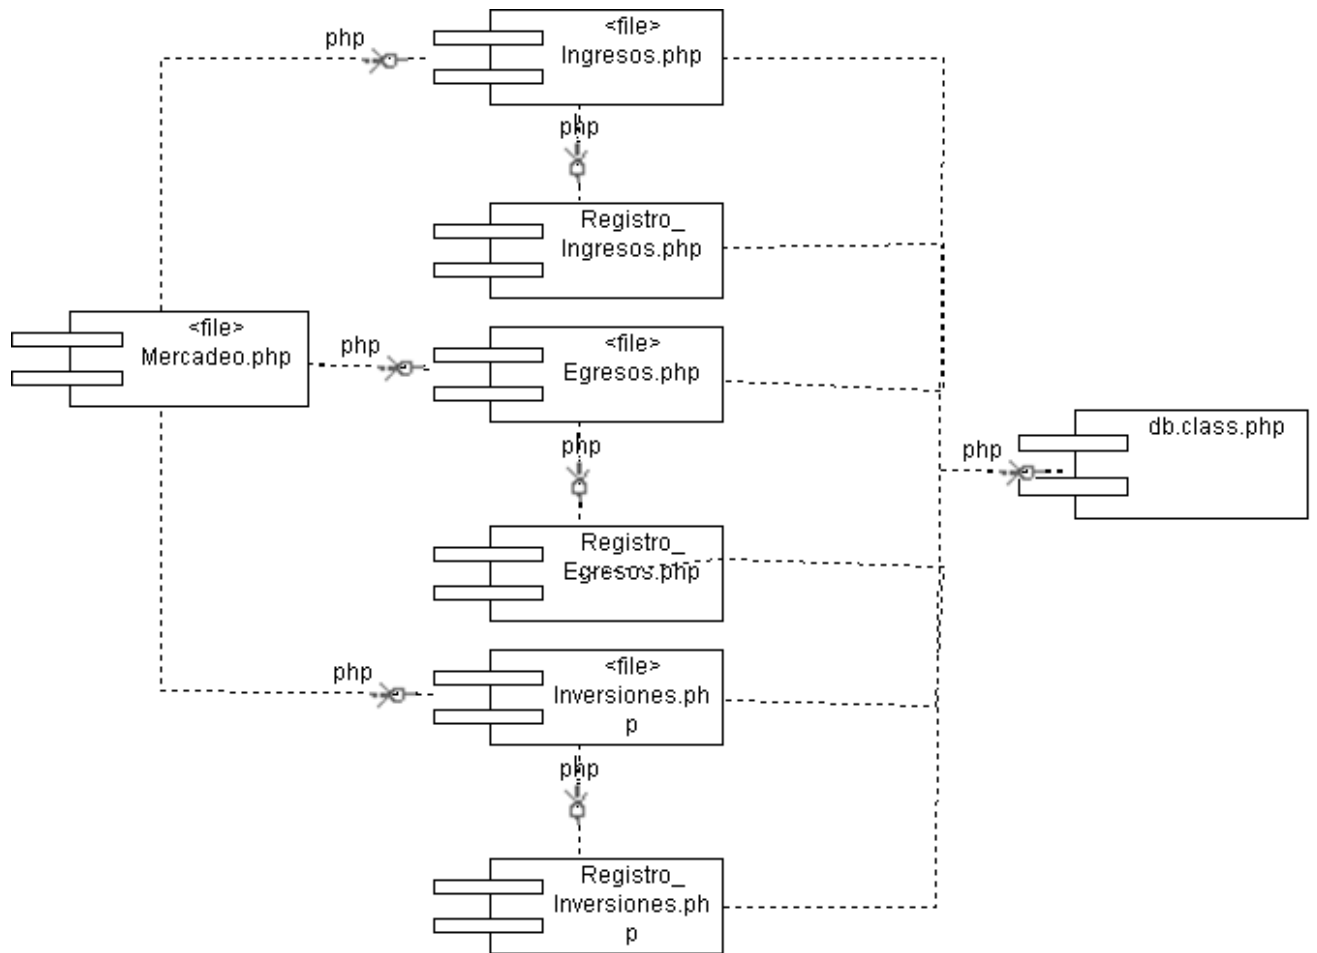 <file>
Ingresos.php
php
php
Registro_
Ingresos.php
<file>
Mercadeo.php
php
<file>
Egresos.php
php
db.class.php
php
Registro_
Egresos.php
php
<file>
Inversiones.ph
p
php
Registro_
Inversiones.ph
p